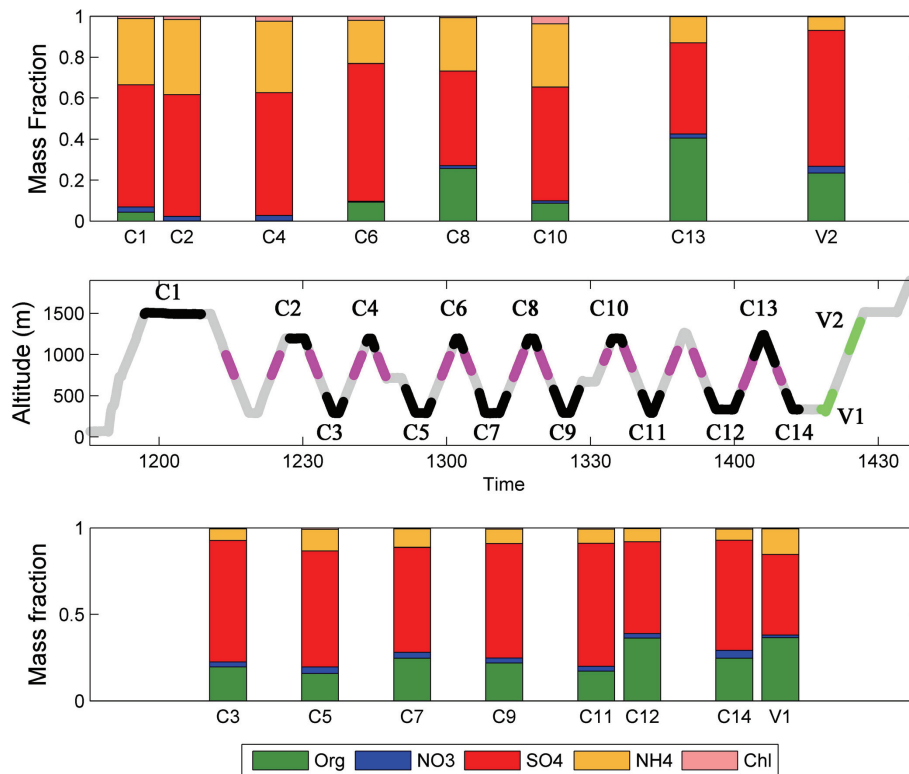 1
0.8
0.6
0.4
0.2
0
Mass Fraction
C1 C2 C4 C6 C8 C10 C13 V2
1500
1000
500
0
Altitude (m)
C1 C2 C4 C6 C8 C10 C13 V2
C3 C5 C7 C9 C11 C12 C14 V1
1200 1230 1300 1330 1400 1430
Time
1
0.5
0
Mass fraction
C3 C5 C7 C9 C11 C12 C14 V1
Org NO3 SO4 NH4 Chl